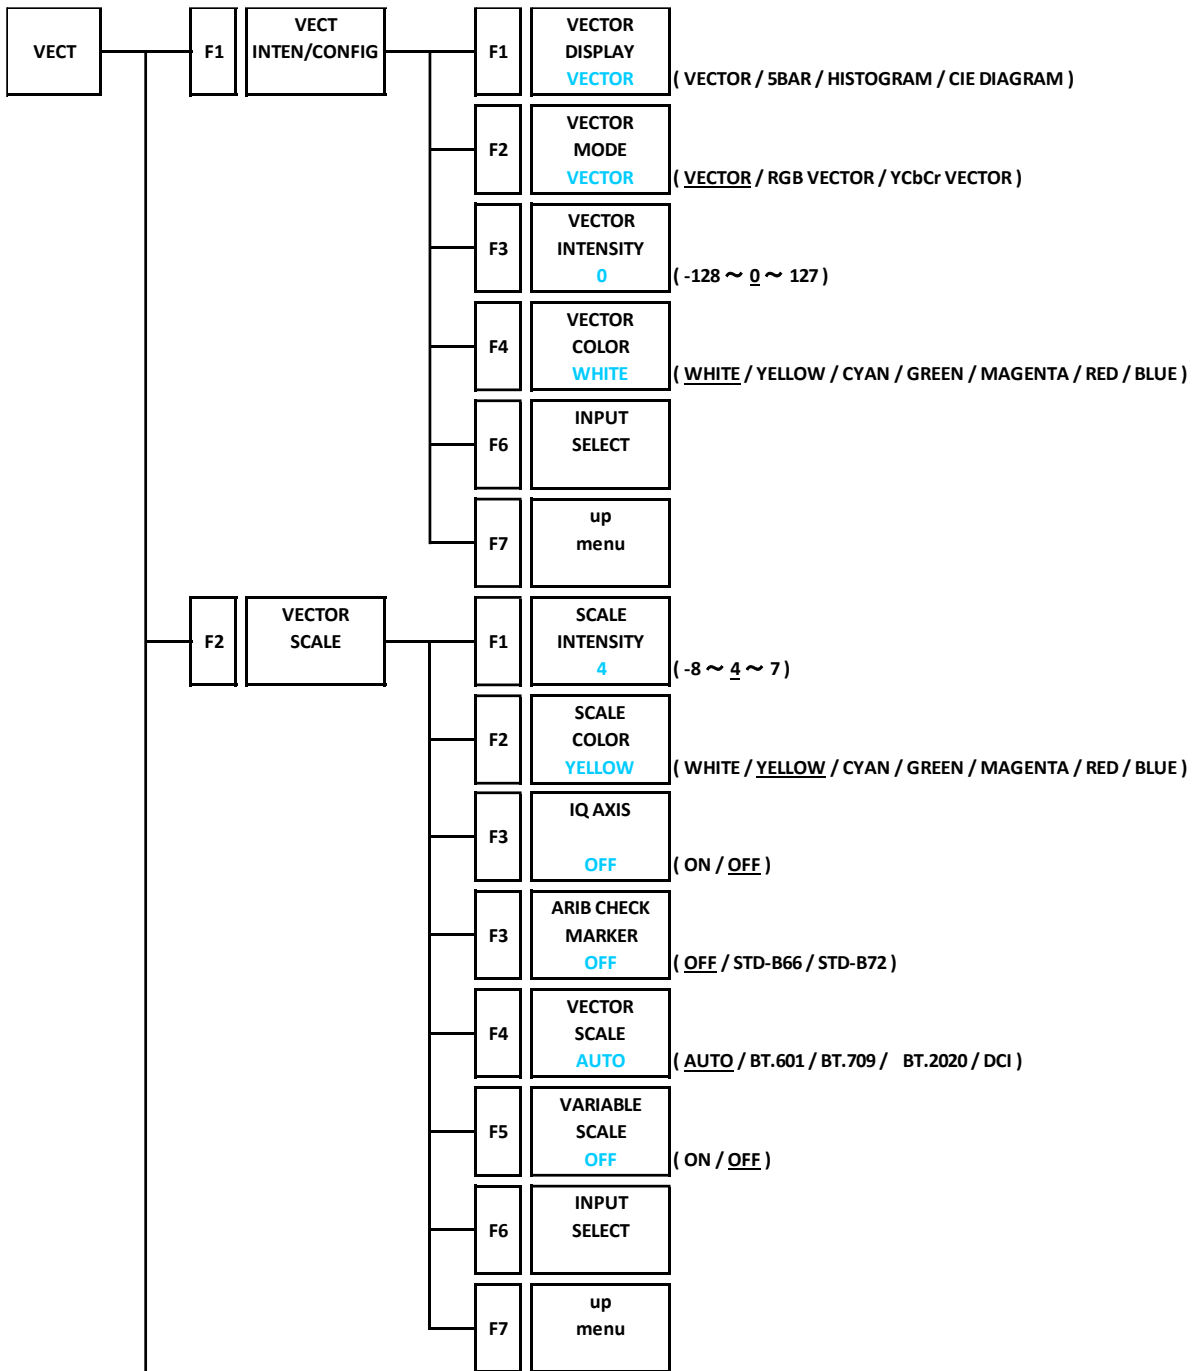 VECT
F1
VECT
INTEN/CONFIG
F1
VECTOR
DISPLAY
VECTOR
( VECTOR / 5BAR / HISTOGRAM / CIE DIAGRAM )
F2
VECTOR
MODE
VECTOR
( VECTOR / RGB VECTOR / YCbCr VECTOR )
F3
VECTOR
INTENSITY
0
( -128 ～ 0 ～ 127 )
F4
VECTOR
COLOR
WHITE
( WHITE / YELLOW / CYAN / GREEN / MAGENTA / RED / BLUE )
F6
INPUT
SELECT
F7
up
menu
F2
VECTOR
SCALE
F1
SCALE
INTENSITY
4
( -8 ～ 4 ～ 7 )
F2
SCALE
COLOR
YELLOW
( WHITE / YELLOW / CYAN / GREEN / MAGENTA / RED / BLUE )
F3
IQ AXIS
OFF
( ON / OFF )
F3
ARIB CHECK
MARKER
OFF
( OFF / STD-B66 / STD-B72 )
F4
VECTOR
SCALE
AUTO
( AUTO / BT.601 / BT.709 / BT.2020 / DCI )
F5
VARIABLE
SCALE
OFF
( ON / OFF )
F6
INPUT
SELECT
F7
up
menu